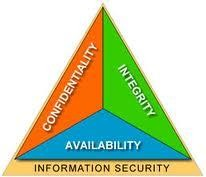 CONFIDENTIALITY
INTEGRITY
AVAILABILITY
INFORMATION SECURITY